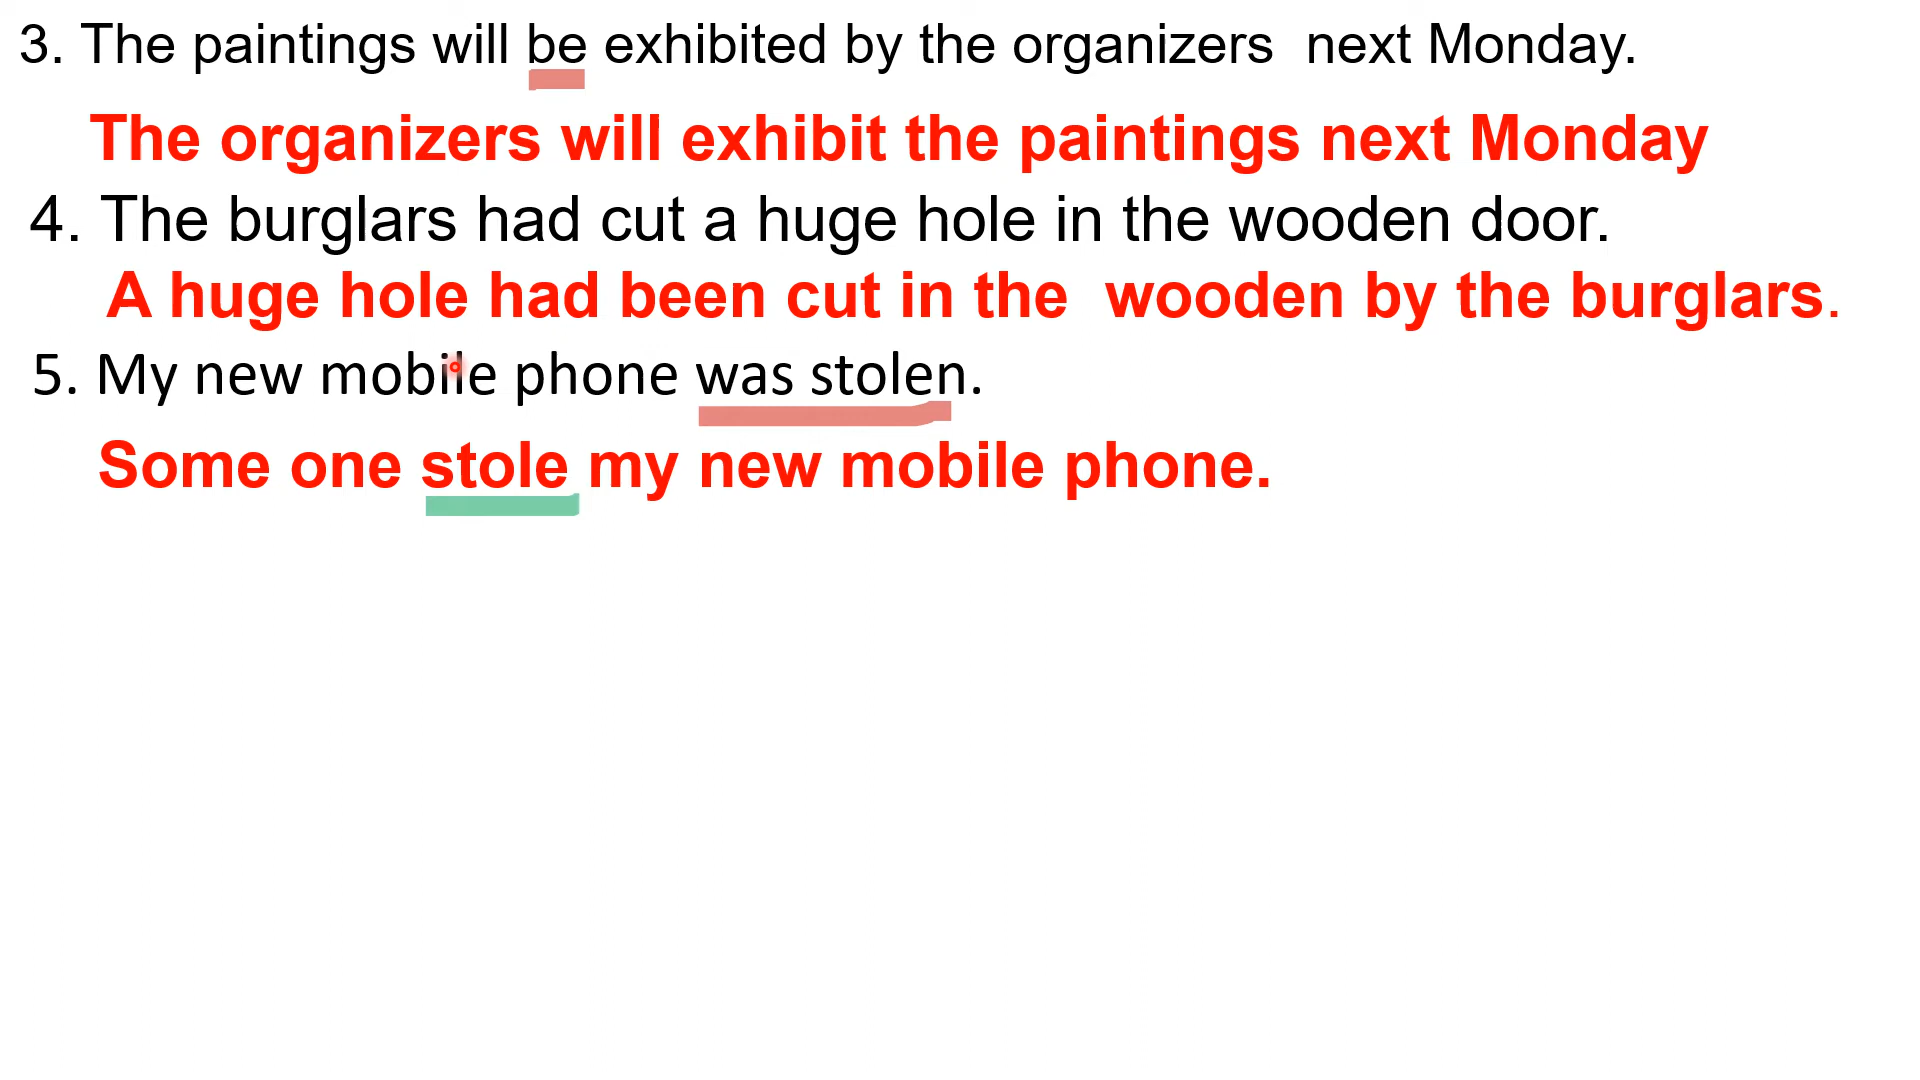 3. The paintings will be exhibited by the organizers  next Monday.
The organizers will exhibit the paintings next Monday
4. The burglars had cut a huge hole in the wooden door.
A huge hole had been cut in the  wooden by the burglars.
5. My new mobile phone was stolen.
Some one stole my new mobile phone.